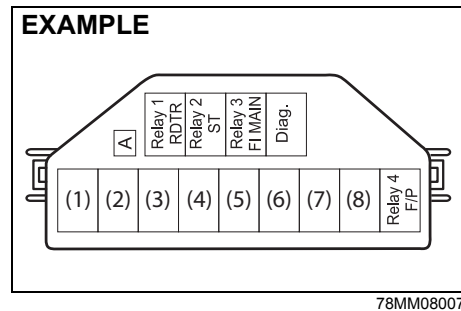 EXAMPLE
A
Relay 1
RDTR
Relay 2
ST
Relay 3
FI MAIN
Diag.
(1) (2) (3) (4) (5) (6) (7) (8)
Relay 4
F/P
78MM08007